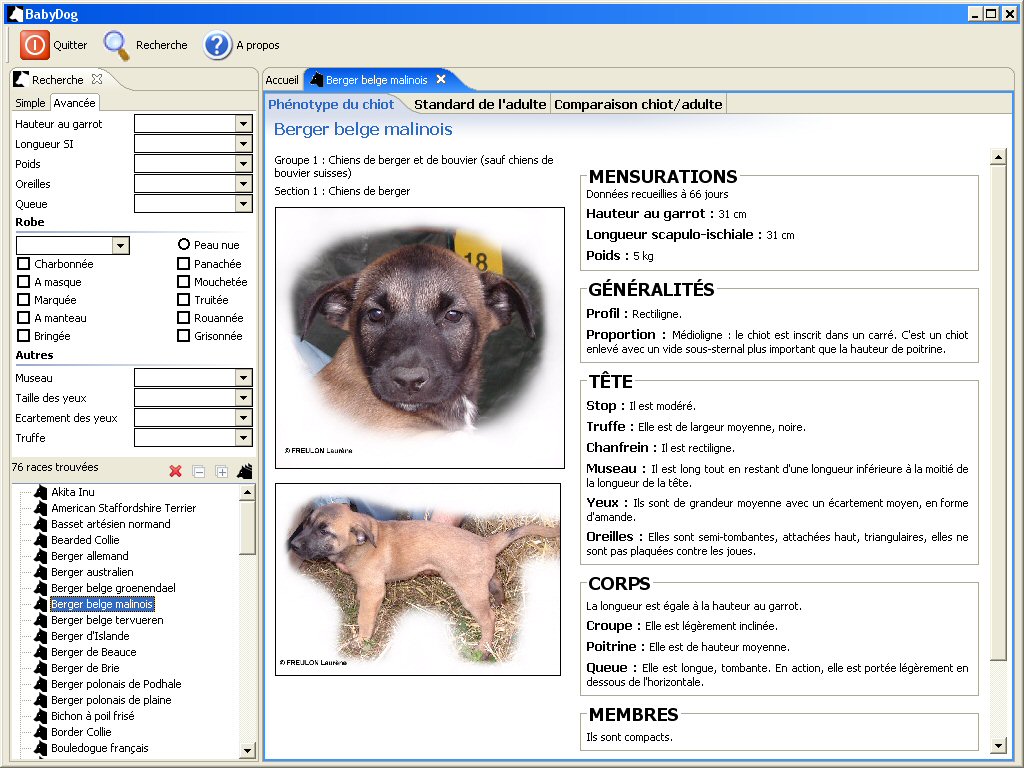 BabyDog
Quitter
Recherche
A propos
Recherche
Simple
Avancée
Hauteur au garrot
Longueur SI
Poids
Oreilles
Queue
Robe
Peau nue
Charbonnée
Panachée
A masque
Mouchetée
Marquée
Truitée
A manteau
Rouannée
Bringée
Grisonnée
Autres
Museau
Taille des yeux
Ecartement des yeux
Truffe
76 races trouvées
Akita Inu
American Staffordshire Terrier
Basset artésien normand
Bearded Collie
Berger allemand
Berger australien
Berger belge groenendael
Berger belge malinois
Berger belge tervueren
Berger d'Islande
Berger de Beauce
Berger de Brie
Berger polonais de Podhale
Berger polonais de plaine
Bichon à poil frisé
Border Collie
Bouledogue français
Accueil
Berger belge malinois
Phénotype du chiot
Standard de l'adulte
Comparaison chiot/adulte
Berger belge malinois
Groupe 1 : Chiens de berger et de bouvier (sauf chiens de
bouvier suisses)
Section 1 : Chiens de berger
18
© FREULON Laurène
© FREULON Laurène
MENSURATIONS
Données recueillies à 66 jours
Hauteur au garrot : 31 cm
Longueur scapulo-ischiale : 31 cm
Poids : 5 kg
GÉNÉRALITÉS
Profil : Rectiligne.
Proportion : Médioligne : le chiot est inscrit dans un carré. C'est un chiot
enlevé avec un vide sous-sternal plus important que la hauteur de poitrine.
TÊTE
Stop : Il est modéré.
Truffe : Elle est de largeur moyenne, noire.
Chanfrein : Il est rectiligne.
Museau : Il est long tout en restant d'une longueur inférieure à la moitié de
la longueur de la tête.
Yeux : Ils sont de grandeur moyenne avec un écartement moyen, en forme
d'amande.
Oreilles : Elles sont semi-tombantes, attachées haut, triangulaires, elles ne
sont pas plaquées contre les joues.
CORPS
La longueur est égale à la hauteur au garrot.
Croupe : Elle est légèrement inclinée.
Poitrine : Elle est de hauteur moyenne.
Queue : Elle est longue, tombante. En action, elle est portée légèrement en
dessous de l'horizontale.
MEMBRES
Ils sont compacts.